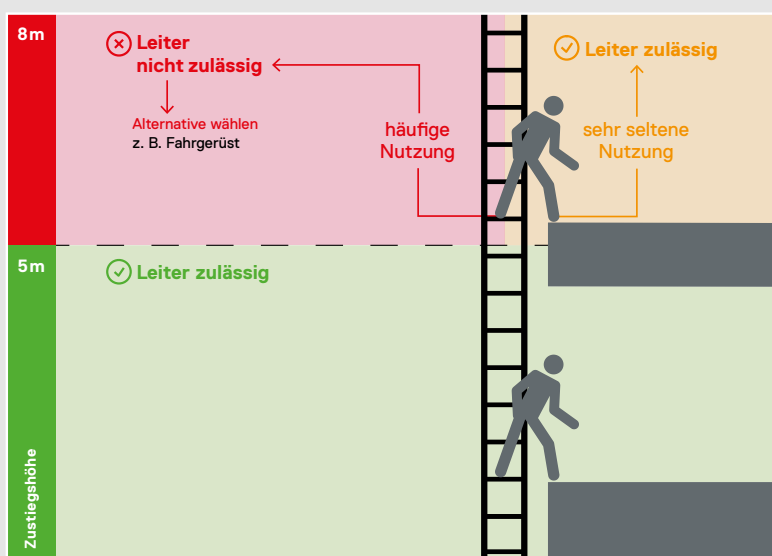 8m
Leiter
nicht zulässig
Alternative wählen
z. B. Fahrgerüst
häufige
Nutzung
Leiter zulässig
sehr seltene
Nutzung
5m
Leiter zulässig
Zustiegshöhe